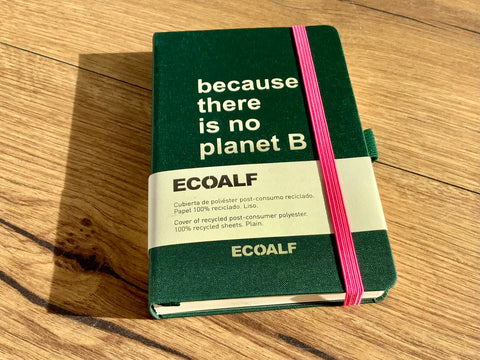 because
there
is no
planet B
ECOALF
Cubierta de poliéster post-consumo reciclado.
Papel 100% reciclado. Liso.
Cover of recycled post-consumer polyester.
100% recycled sheets. Plain.
ECOALF